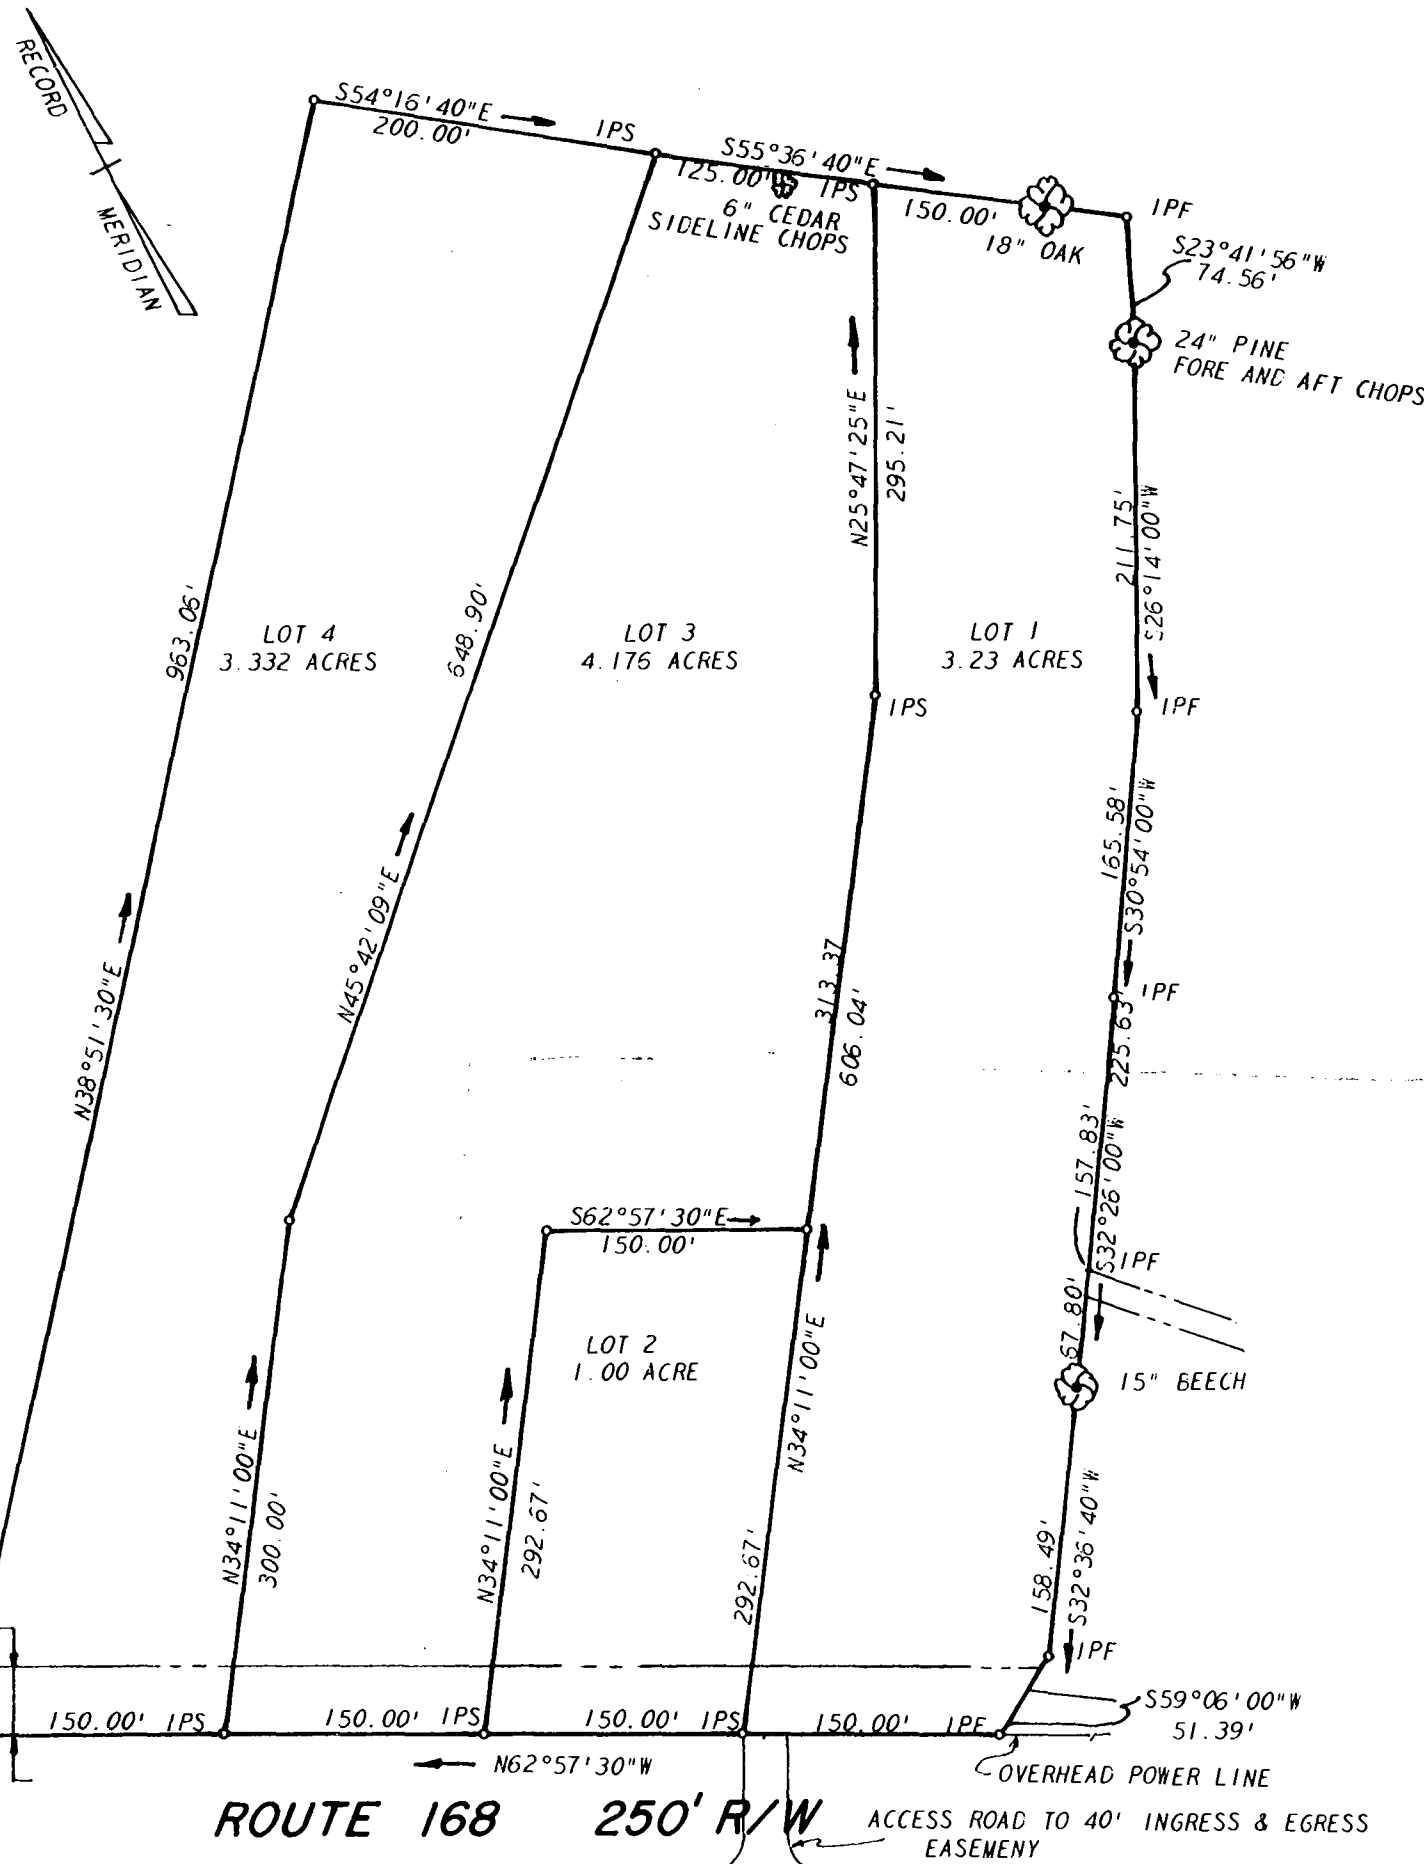 RECORD
MERIDIAN
S54°16'40"E
200.00'
IPS
S55°36'40"E
125.00'
IPS
6" CEDAR
SIDELINE CHOPS
150.00'
18" OAK
IPF
S23°41'56"W
74.56'
24" PINE
FORE AND AFT CHOPS
N25°47'25"E
295.21'
211.75'
S26°14'00"W
963.06'
648.90'
LOT 4
3.332 ACRES
LOT 3
4.176 ACRES
LOT 1
3.23 ACRES
IPS
IPF
165.58'
S30°54'00"W
N38°51'30"E
N45°42'09"E
313.37
606.04'
IPF
225.63'
157.83'
S32°26'00"W
S62°57'30"E
150.00'
IPF
67.80'
LOT 2
1.00 ACRE
15" BEECH
N34°11'00"E
300.00'
N34°11'00"E
292.67'
N34°11'00"E
292.67'
158.49'
S32°36'40"W
IPF
S59°06'00"W
51.39'
150.00' IPS
150.00' IPS
150.00' IPS
150.00' IPF
N62°57'30"W
OVERHEAD POWER LINE
ROUTE 168 250' R/W
ACCESS ROAD TO 40' INGRESS & EGRESS
EASEMENY